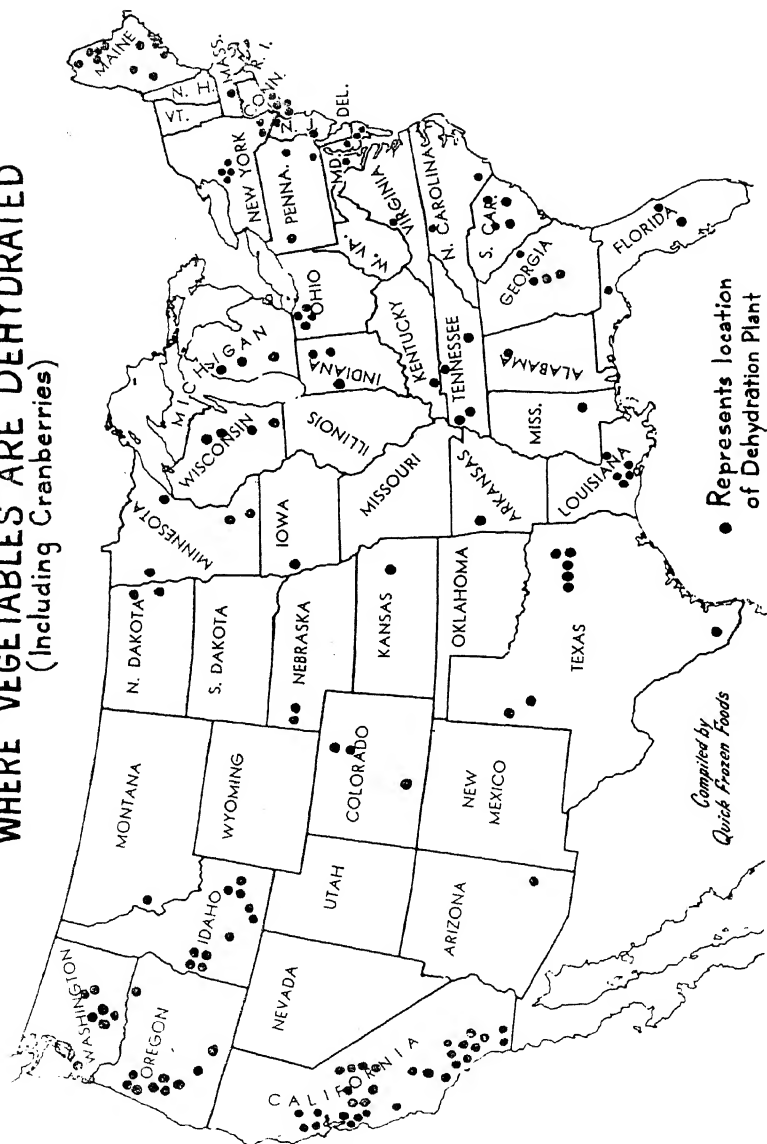 WHERE VEGETABLES ARE DEHYDRATED
(Including Cranberries)
WASHINGTON
OREGON
CALIFORNIA
NEVADA
IDAHO
MONTANA
WYOMING
UTAH
ARIZONA
COLORADO
NEW
MEXICO
N. DAKOTA
S. DAKOTA
NEBRASKA
KANSAS
OKLAHOMA
TEXAS
MINNESOTA
IOWA
MISSOURI
ARKANSAS
LOUISIANA
WISCONSIN
ILLINOIS
MICHIGAN
INDIANA
OHIO
KENTUCKY
TENNESSEE
MISS.
ALABAMA
GEORGIA
FLORIDA
S. CAR.
N. CAROLINA
VIRGINIA
W. VA.
MD.
DEL.
PENNA.
N. J.
NEW YORK
CONN.
R. I.
MASS.
VT.
N. H.
MAINE
Represents location
of Dehydration Plant
Compiled by
Quick Frozen Foods